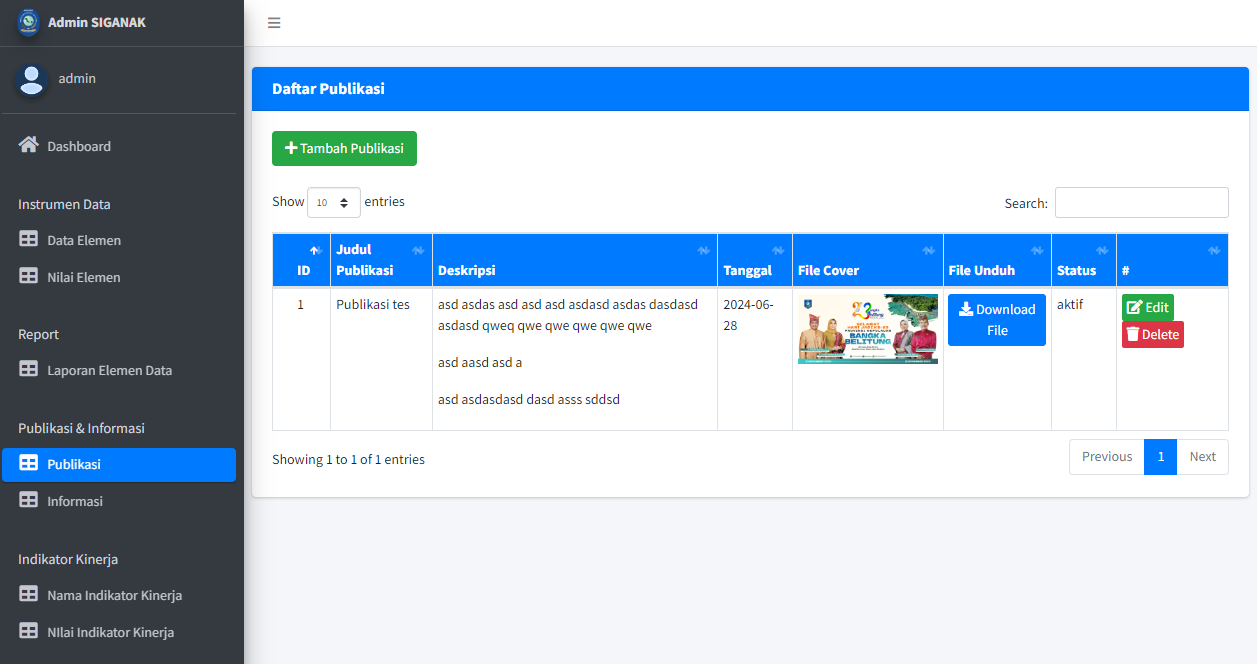 Admin SIGANAK
admin
Dashboard
Instrumen Data
Data Elemen
Nilai Elemen
Report
Laporan Elemen Data
Publikasi & Informasi
Publikasi
Informasi
Indikator Kinerja
Nama Indikator Kinerja
NIlai Indikator Kinerja
Daftar Publikasi
Tambah Publikasi
Show 10 entries
Search:
ID
Judul
Publikasi
Deskripsi
Tanggal
File Cover
File Unduh
Status
#
1
Publikasi tes
asd asdas asd asd asd asdasd asdas dasdasd
asdasd qweq qwe qwe qwe qwe qwe
asd aasd asd a
asd asdasdasd dasd asss sddsd
2024-06-
28
SELAMAT
BANGKA
BELITUNG
Download
File
aktif
Edit
Delete
Showing 1 to 1 of 1 entries
Previous 1 Next